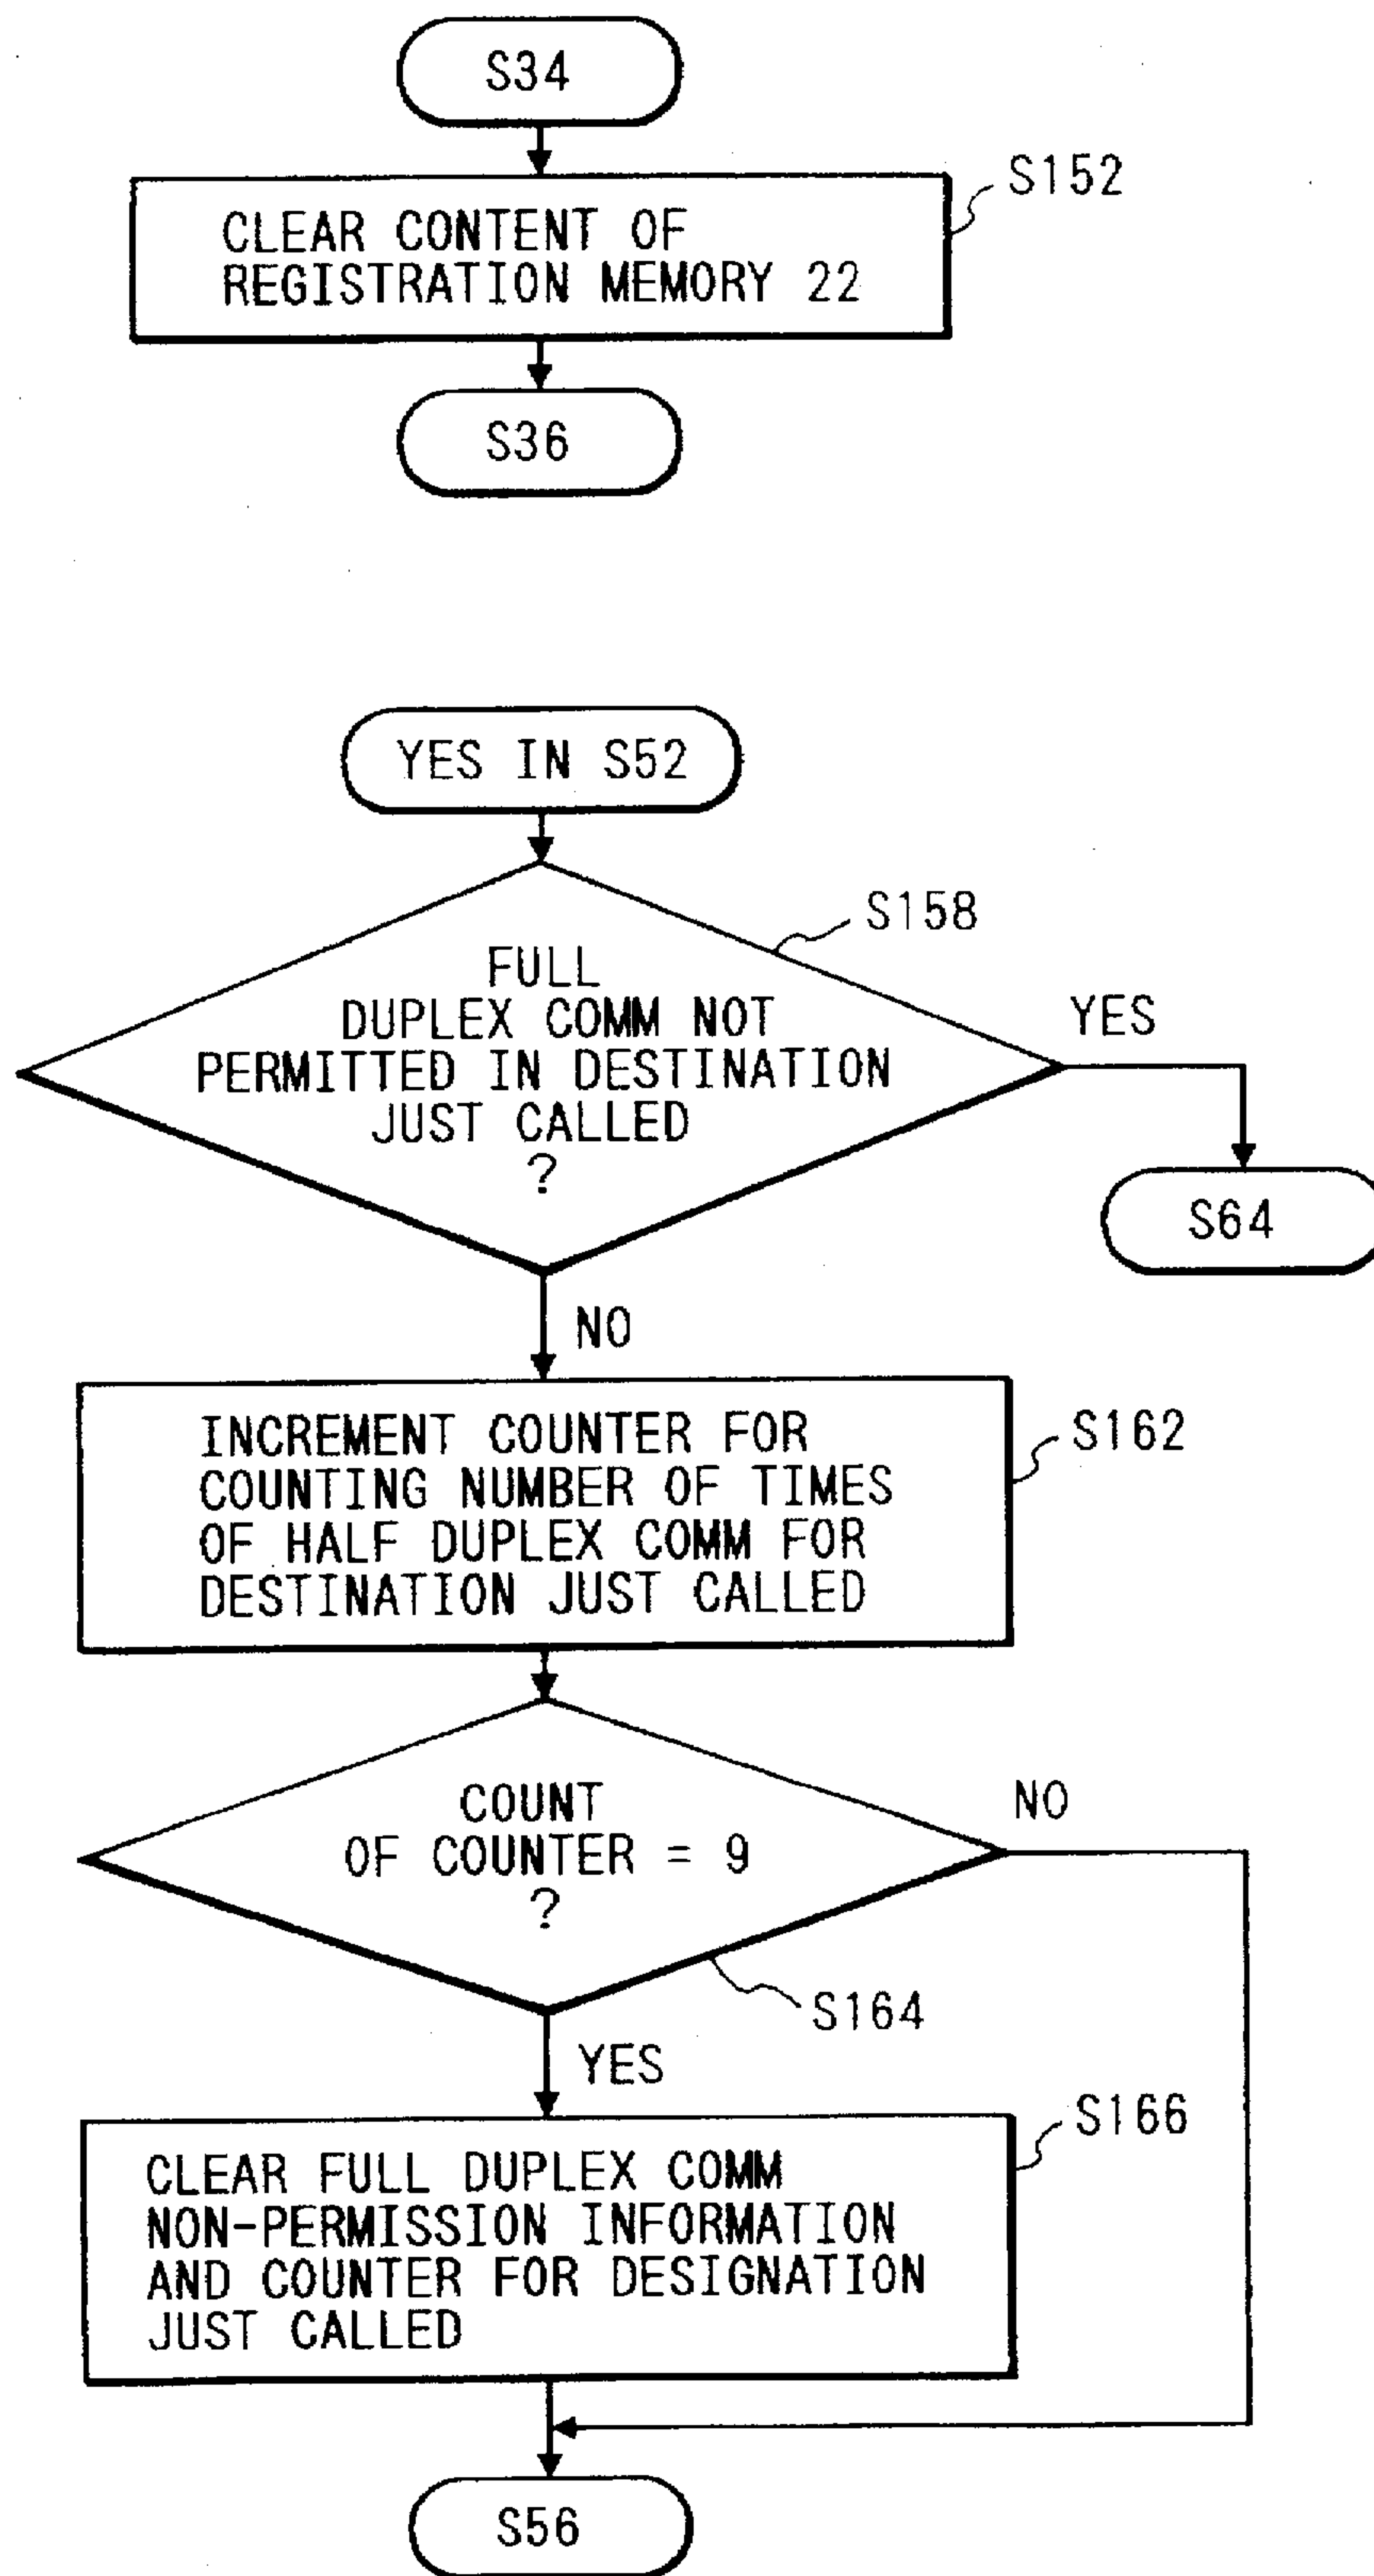 S34
S152
CLEAR CONTENT OF
REGISTRATION MEMORY 22
S36
YES IN S52
S158
FULL
DUPLEX COMM NOT
PERMITTED IN DESTINATION
JUST CALLED
?
YES
S64
NO
S162
INCREMENT COUNTER FOR
COUNTING NUMBER OF TIMES
OF HALF DUPLEX COMM FOR
DESTINATION JUST CALLED
COUNT
OF COUNTER = 9
?
NO
S164
YES
S166
CLEAR FULL DUPLEX COMM
NON-PERMISSION INFORMATION
AND COUNTER FOR DESIGNATION
JUST CALLED
S56